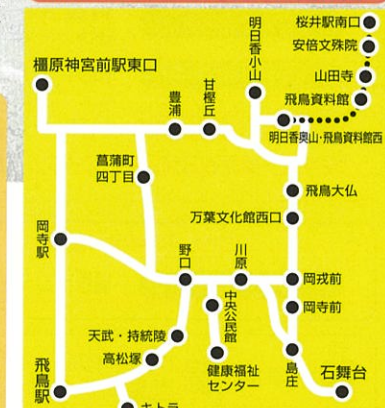 桜井駅南口
安倍文殊院
明日香小山
山田寺
橿原神宮前駅東口
飛鳥資料館
豊浦
甘樫丘
明日香奥山・飛鳥資料館西
菖蒲町
四丁目
飛鳥大仏
万葉文化館西口
岡寺駅
野口
川原
岡戎前
中央公民館
岡寺前
天武・持統陵
高松塚
健康福祉
センター
島庄
石舞台
飛鳥駅
キトラ